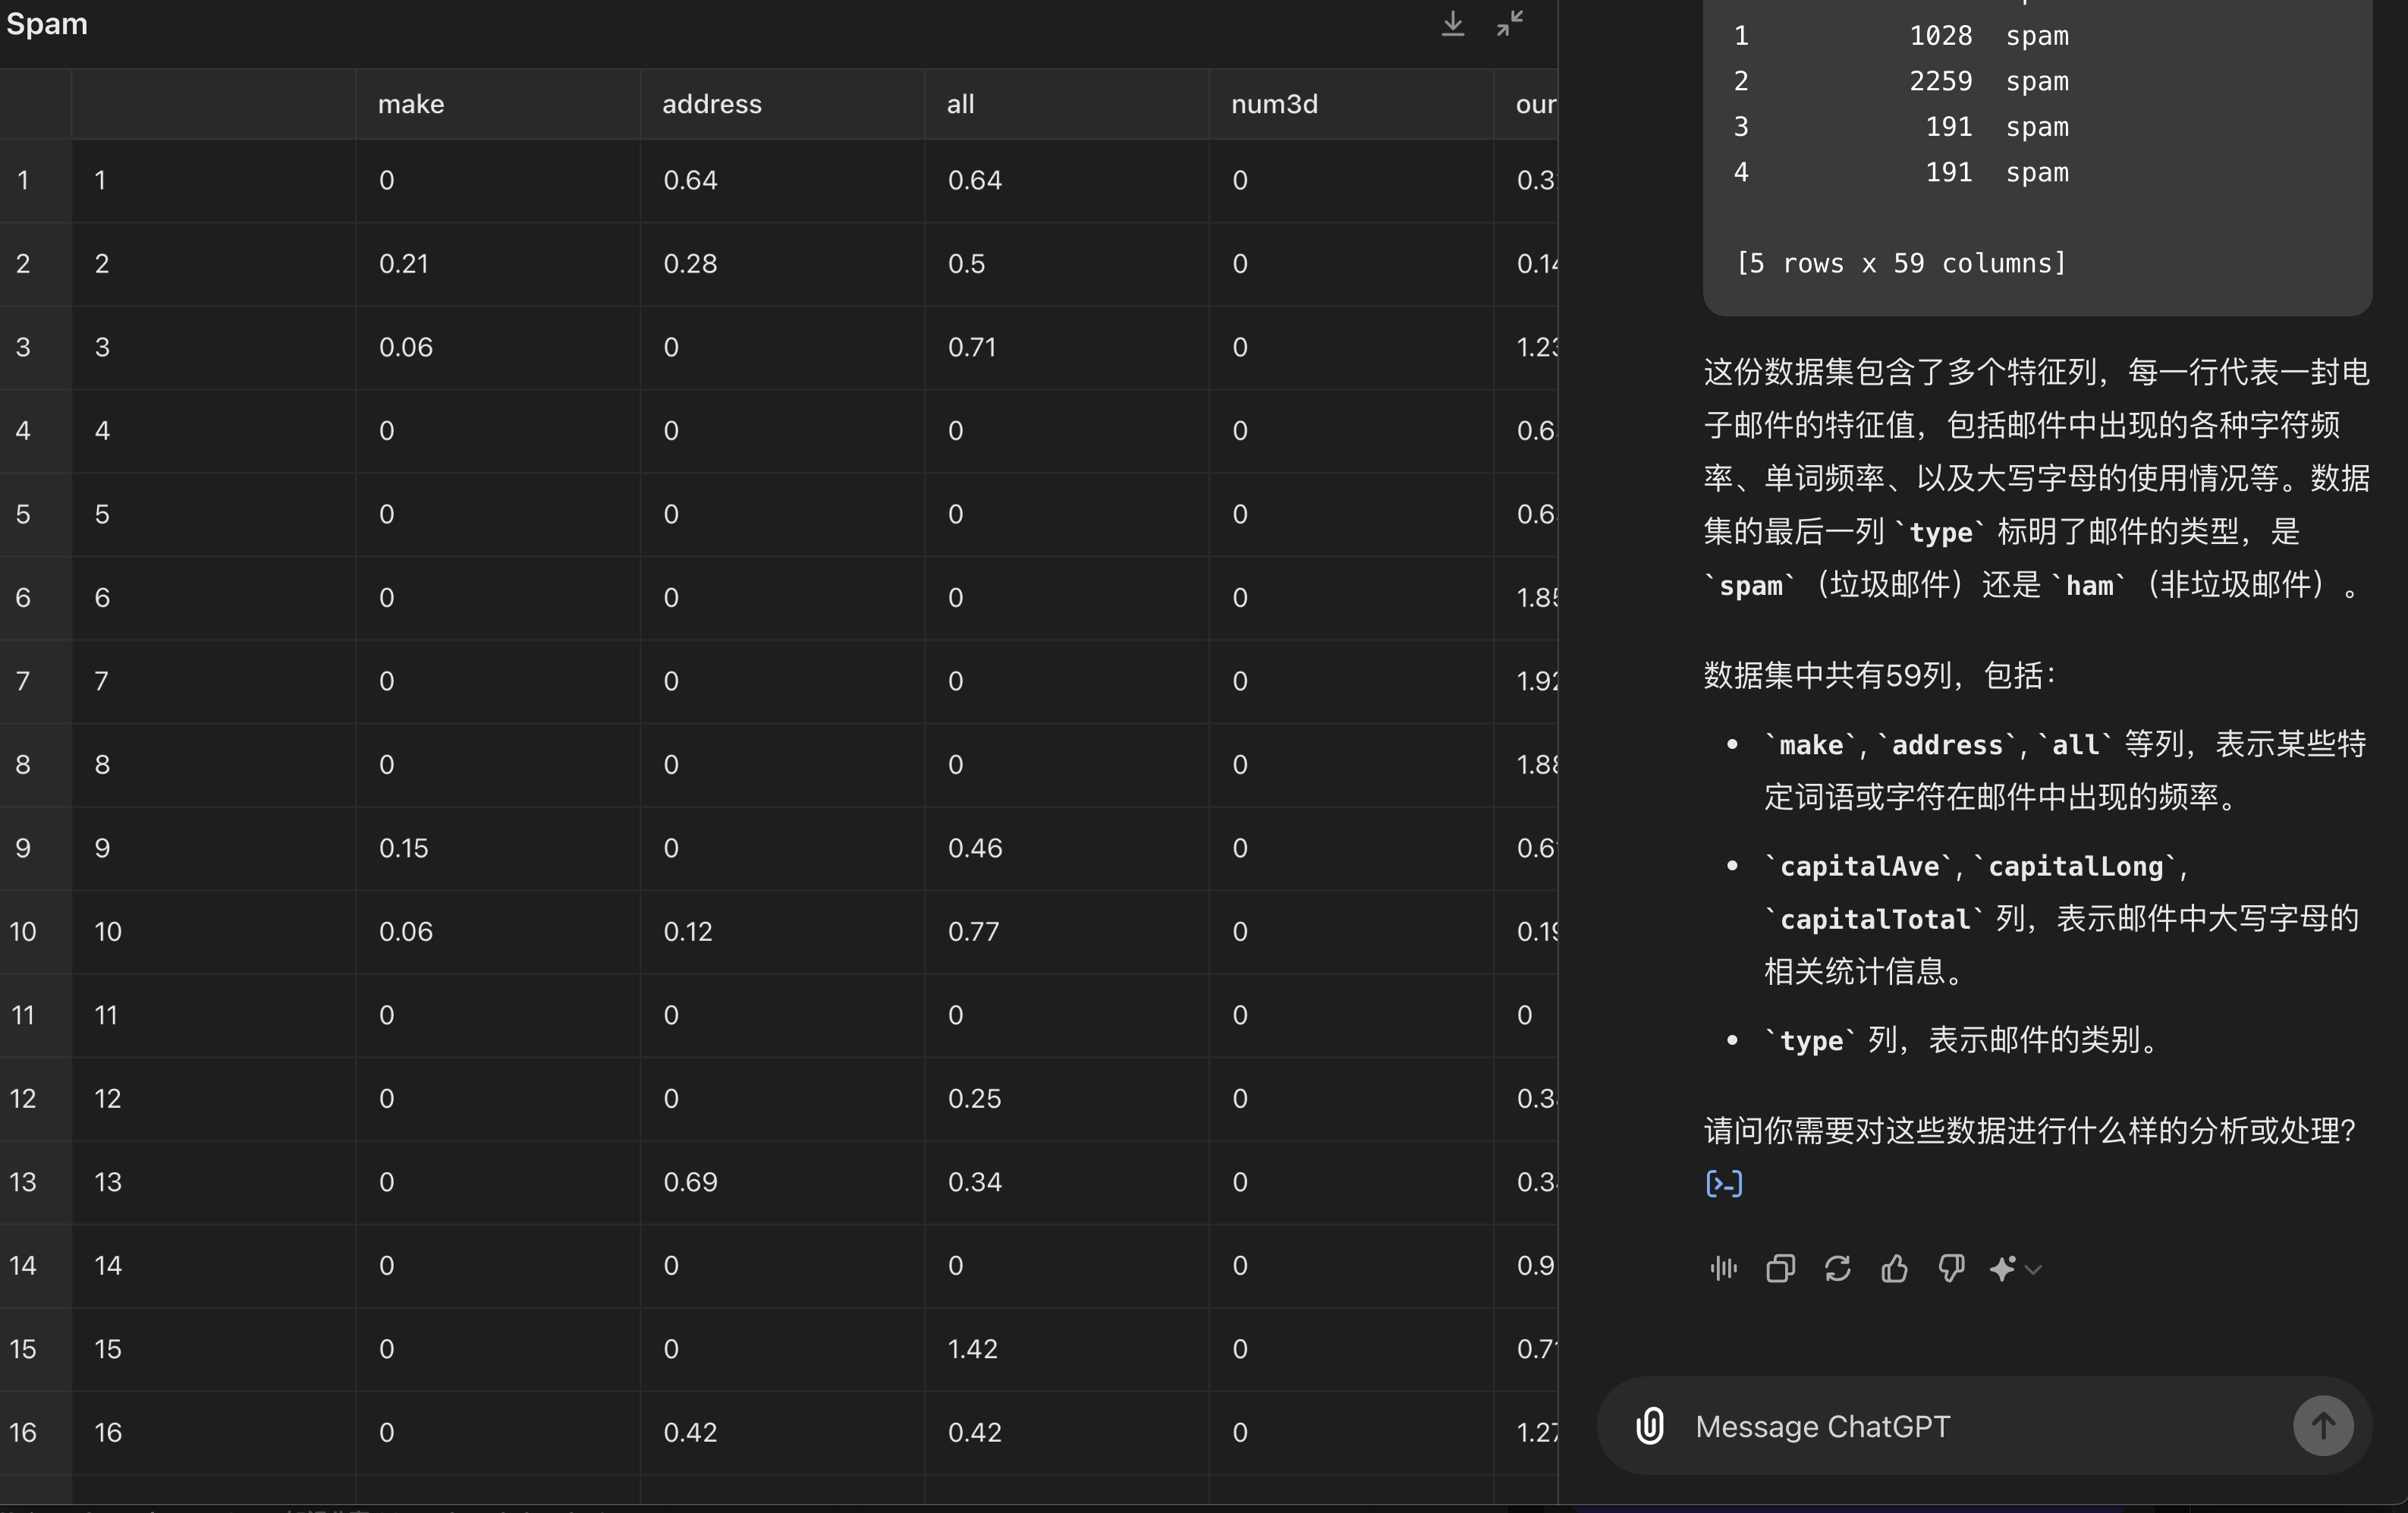 Spam
make address all num3d our
1 1 0 0.64 0.64 0
2 2 0.21 0.28 0.5 0
3 3 0.06 0 0.71 0
4 4 0 0 0 0
5 5 0 0 0 0
6 6 0 0 0 0
7 7 0 0 0 0
8 8 0 0 0 0
9 9 0.15 0 0.46 0
10 10 0.06 0.12 0.77 0
11 11 0 0 0 0 0
12 12 0 0 0.25 0
13 13 0 0.69 0.34 0
14 14 0 0 0 0
15 15 0 0 1.42 0
16 16 0 0.42 0.42 0
1 1028 spam
2 2259 spam
3 191 spam
4 191 spam
[5 rows x 59 columns]
这份数据集包含了多个特征列，每一行代表一封电
子邮件的特征值，包括邮件中出现的各种字符频
率、单词频率、以及大写字母的使用情况等。数据
集的最后一列 `type` 标明了邮件的类型，是
`spam`（垃圾邮件）还是 `ham`（非垃圾邮件）。
数据集中共有59列，包括：
• `make`, `address`, `all` 等列，表示某些特
定词语或字符在邮件中出现的频率。
• `capitalAve`, `capitalLong`,
`capitalTotal` 列，表示邮件中大写字母的
相关统计信息。
• `type` 列，表示邮件的类别。
请问你需要对这些数据进行什么样的分析或处理？
Message ChatGPT